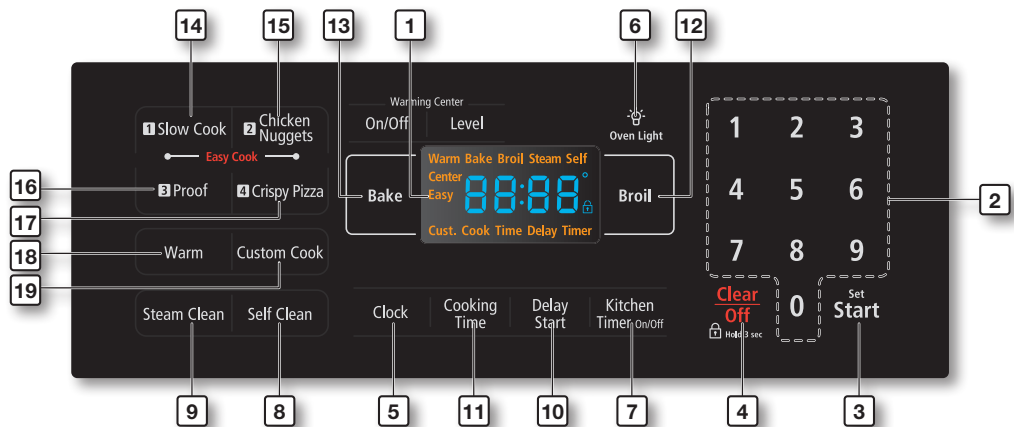 14 15 13 1 6 12
1 Slow Cook
2 Chicken
Nuggets
Easy Cook
3 Proof
4 Crispy Pizza
Warming Center
On/Off Level
Oven Light
Warm Bake Broil Steam Self
Center
Easy
88:88°
Cust. Cook Time Delay Timer
Bake
Broil
1 2 3
4 5 6
7 8 9
0
Clear
Off
Hold 3 sec
Set
Start
16
17
18
19
2
Warm Custom Cook
Steam Clean Self Clean
Clock
Cooking
Time
Delay
Start
Kitchen
Timer On/Off
9 8 5 11 10 7 4 3